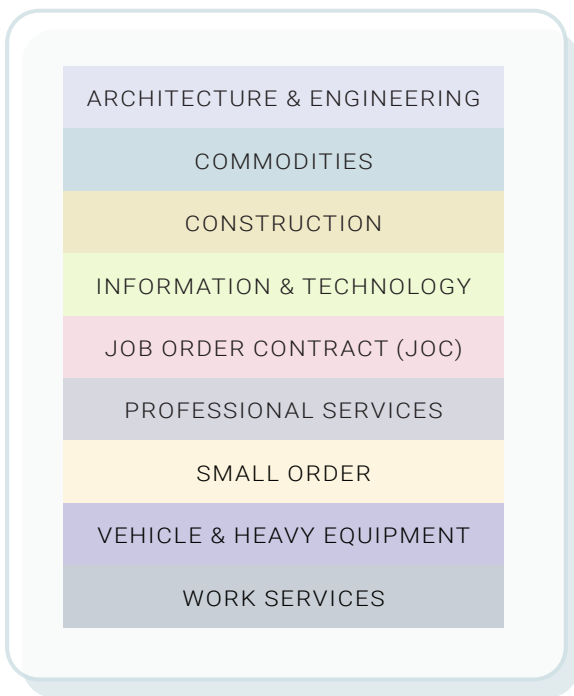 ARCHITECTURE & ENGINEERING
COMMODITIES
CONSTRUCTION
INFORMATION & TECHNOLOGY
JOB ORDER CONTRACT (JOC)
PROFESSIONAL SERVICES
SMALL ORDER
VEHICLE & HEAVY EQUIPMENT
WORK SERVICES